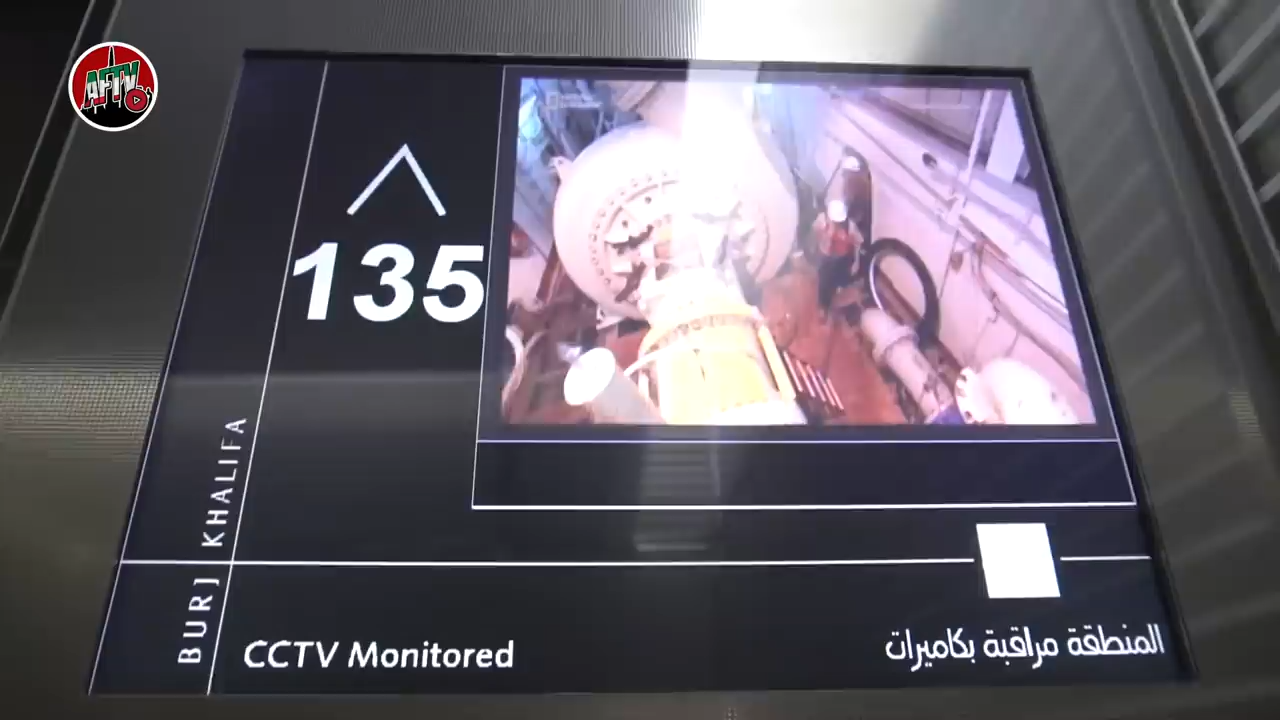 AFTV
135
BURJ KHALIFA
CCTV Monitored
المنطقة مراقبة بكاميرات